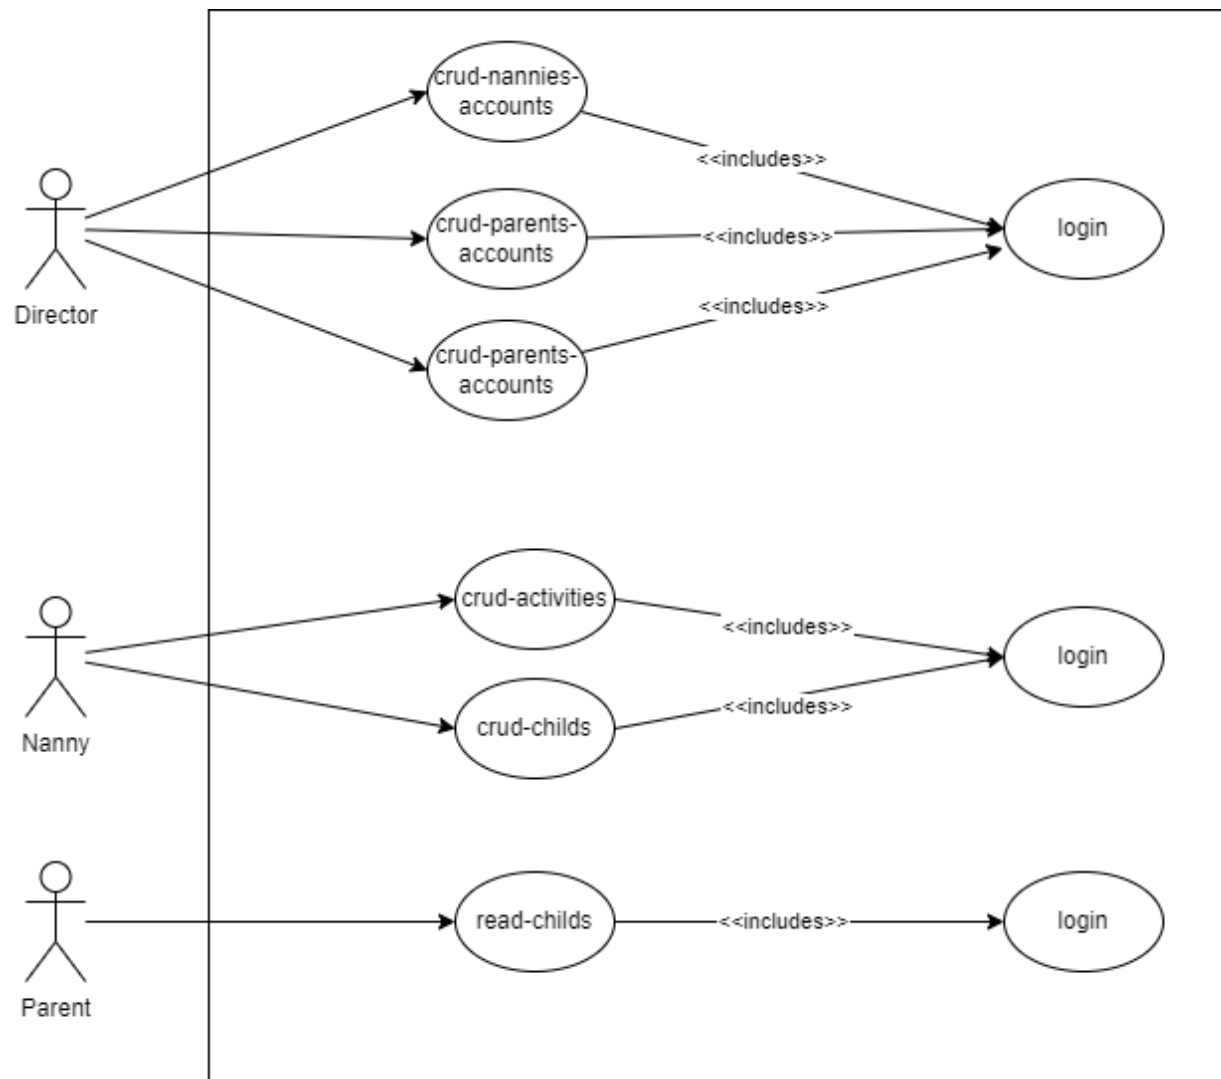 crud-nannies-
accounts
<<includes>>
crud-parents-
accounts
<<includes>>
login
Director
<<includes>>
crud-parents-
accounts
crud-activities
<<includes>>
login
crud-childs
<<includes>>
Nanny
read-childs
<<includes>>
login
Parent